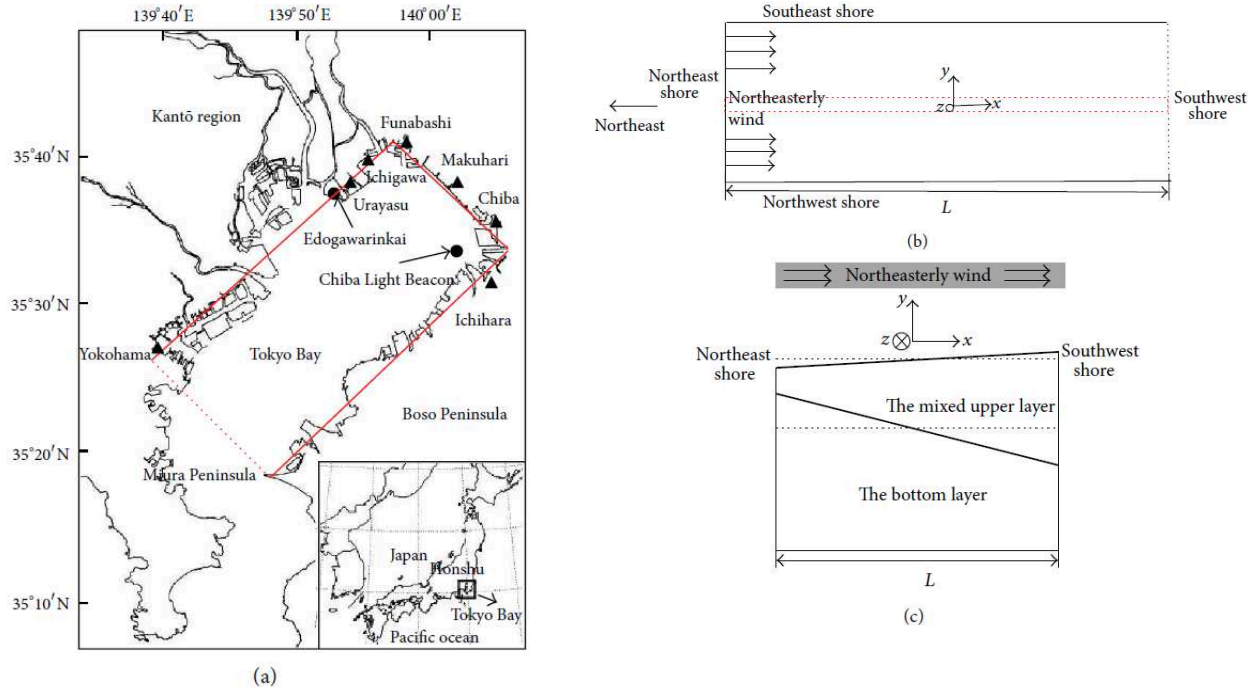 139°40′E
139°50′E
140°00′E
35°40′N
35°30′N
35°20′N
35°10′N
Kantō region
Funabashi
Makuhari
Ichigawa
Chiba
Urayasu
Edogawarinkai
Chiba Light Beacon
Ichihara
Yokohama
Tokyo Bay
Boso Peninsula
Miura Peninsula
Japan
Honshu
Tokyo Bay
Pacific ocean
(a)
Southeast shore
Northeast shore
Northeast
Northeasterly
wind
y
z
x
Southwest
shore
Northwest shore
L
(b)
Northeasterly wind
y
z
x
Northeast
shore
Southwest
shore
The mixed upper layer
The bottom layer
L
(c)